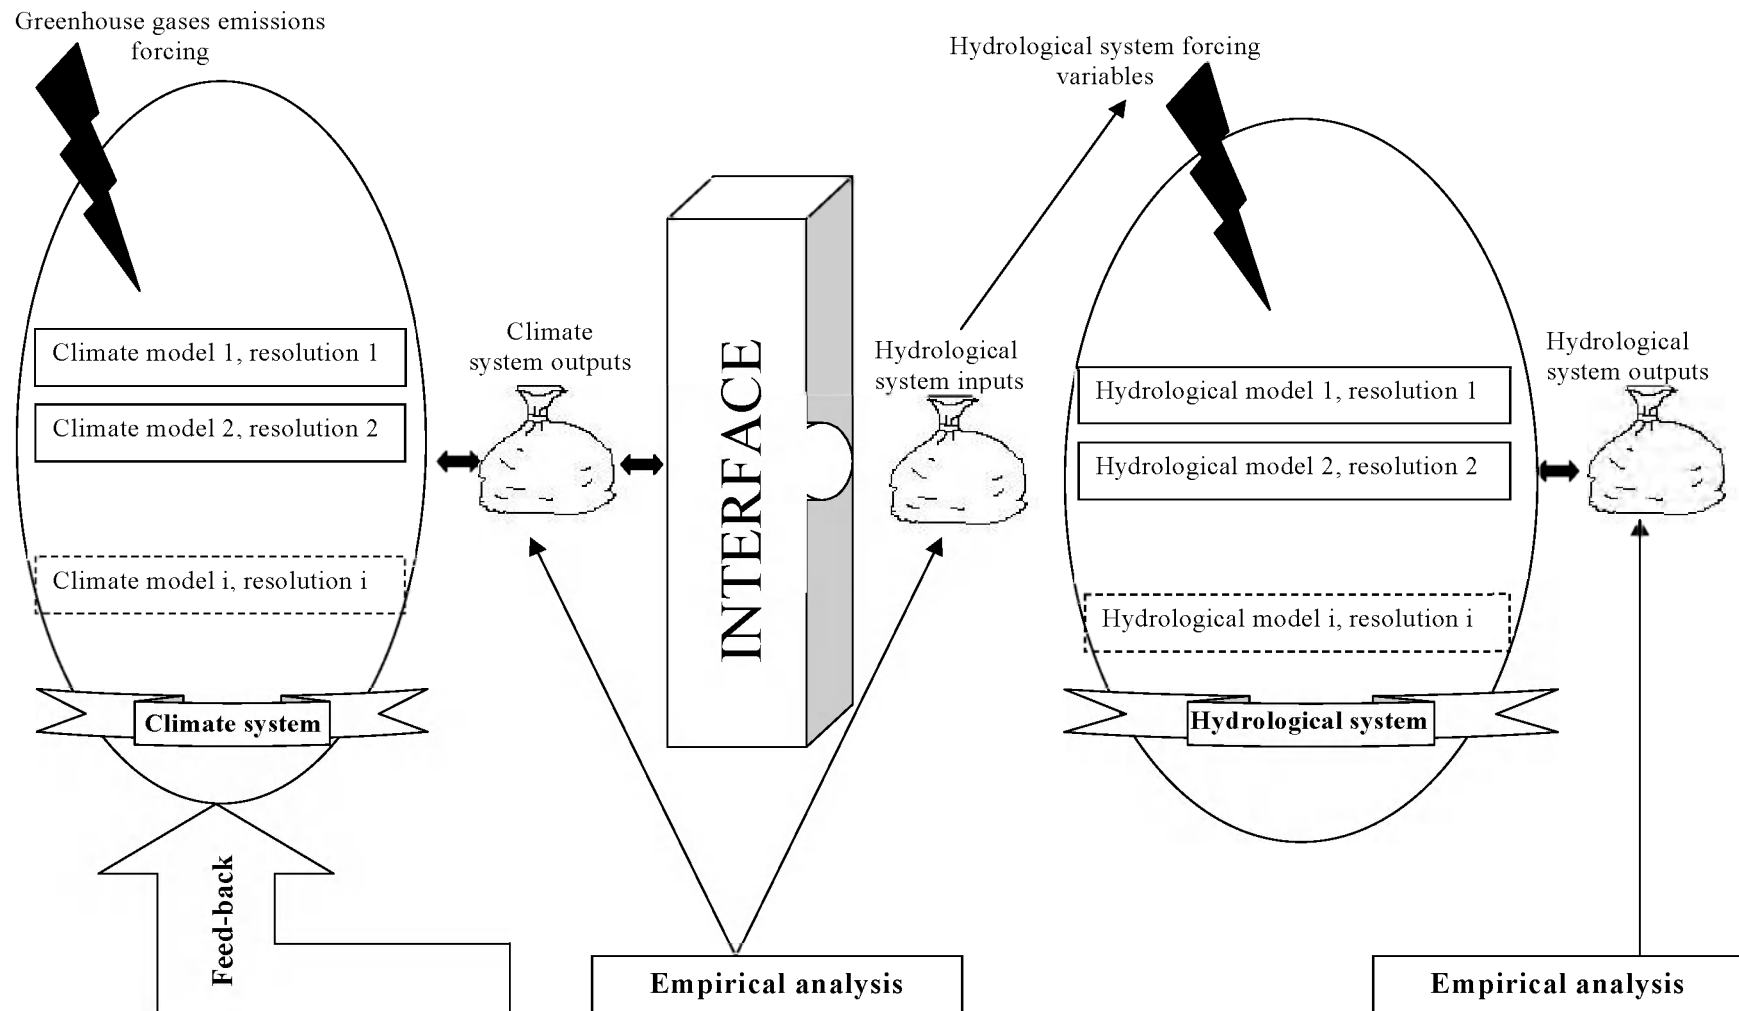 Greenhouse gases emissions
forcing
Climate model 1, resolution 1
Climate model 2, resolution 2
Climate model i, resolution i
Climate system
Feed-back
Climate
system outputs
INTERFACE
Hydrological
system inputs
Hydrological system forcing
variables
Hydrological model 1, resolution 1
Hydrological model 2, resolution 2
Hydrological model i, resolution i
Hydrological system
Hydrological
system outputs
Empirical analysis
Empirical analysis